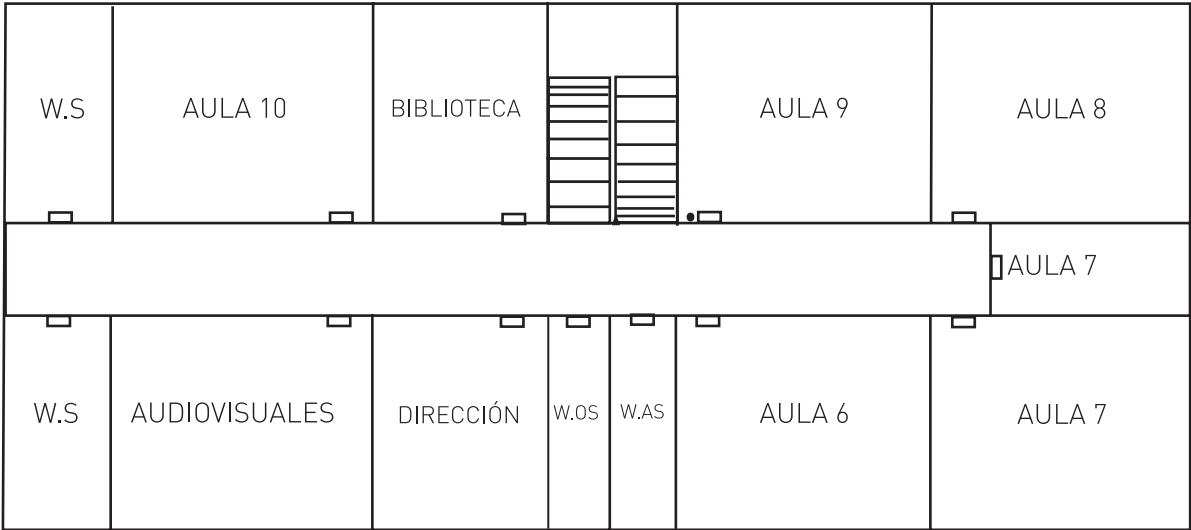 W.S
AULA 10
BIBLIOTECA
AULA 9
AULA 8
AULA 7
W.S
AUDIOVISUALES
DIRECCIÓN
W.OS
W.AS
AULA 6
AULA 7